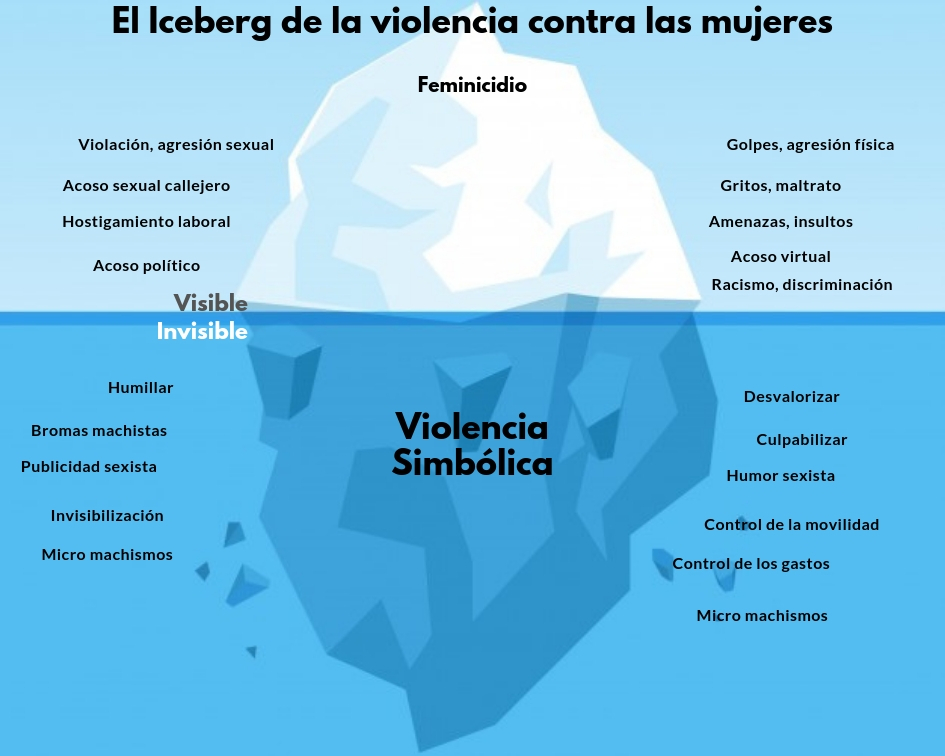 El Iceberg de la violencia contra las mujeres
Feminicidio
Violación, agresión sexual
Golpes, agresión física
Acoso sexual callejero
Gritos, maltrato
Hostigamiento laboral
Amenazas, insultos
Acoso político
Acoso virtual
Racismo, discriminación
Visible
Invisible
Humillar
Desvalorizar
Violencia
Simbólica
Bromas machistas
Culpabilizar
Publicidad sexista
Humor sexista
Invisibilización
Control de la movilidad
Micro machismos
Control de los gastos
Micro machismos